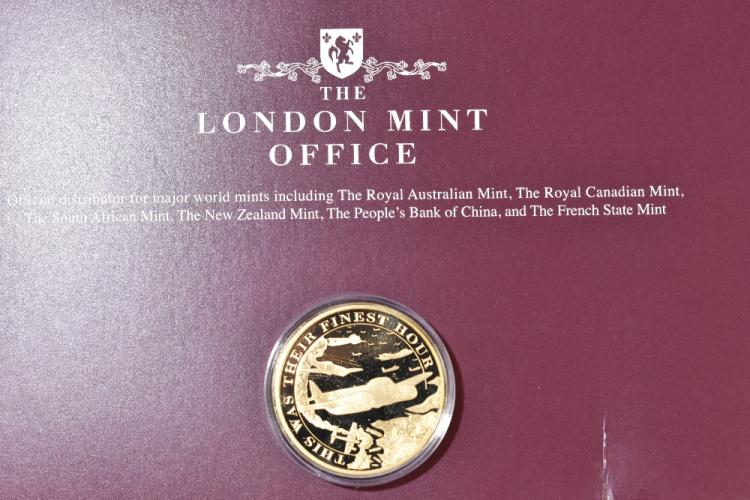 THE
LONDON MINT
OFFICE
Official distributor for major world mints including The Royal Australian Mint, The Royal Canadian Mint,
The South African Mint, The New Zealand Mint, The People's Bank of China, and The French State Mint
THIS WAS THEIR FINEST HOUR